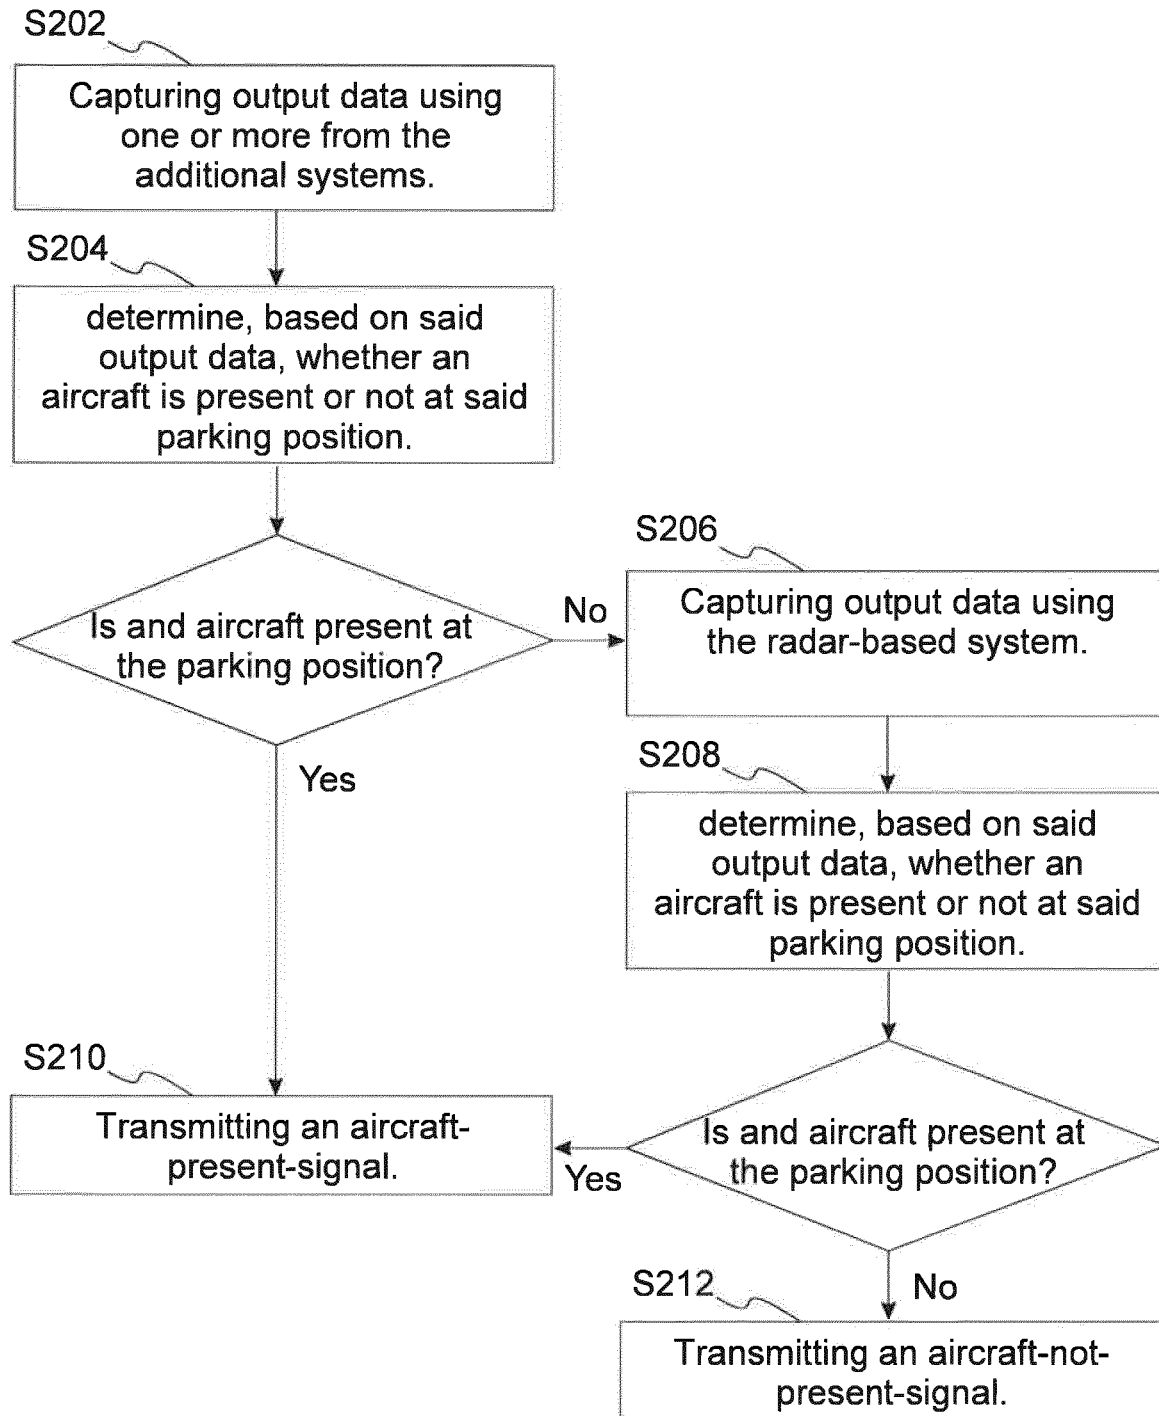 S202
Capturing output data using
one or more from the
additional systems.
S204
determine, based on said
output data, whether an
aircraft is present or not at said
parking position.
Is and aircraft present at
the parking position?
No
Yes
S206
Capturing output data using
the radar-based system.
S208
determine, based on said
output data, whether an
aircraft is present or not at said
parking position.
Is and aircraft present at
the parking position?
Yes
No
S210
Transmitting an aircraft-
present-signal.
S212
Transmitting an aircraft-not-
present-signal.